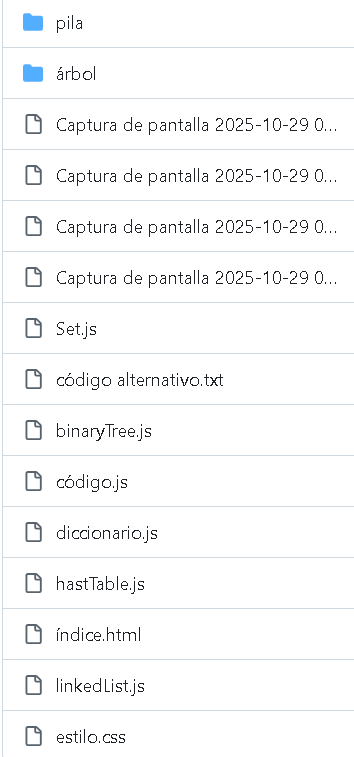 pila
árbol
Captura de pantalla 2025-10-29 0...
Captura de pantalla 2025-10-29 0...
Captura de pantalla 2025-10-29 0...
Captura de pantalla 2025-10-29 0...
Set.js
código alternativo.txt
binaryTree.js
código.js
diccionario.js
hastTable.js
índice.html
linkedList.js
estilo.css